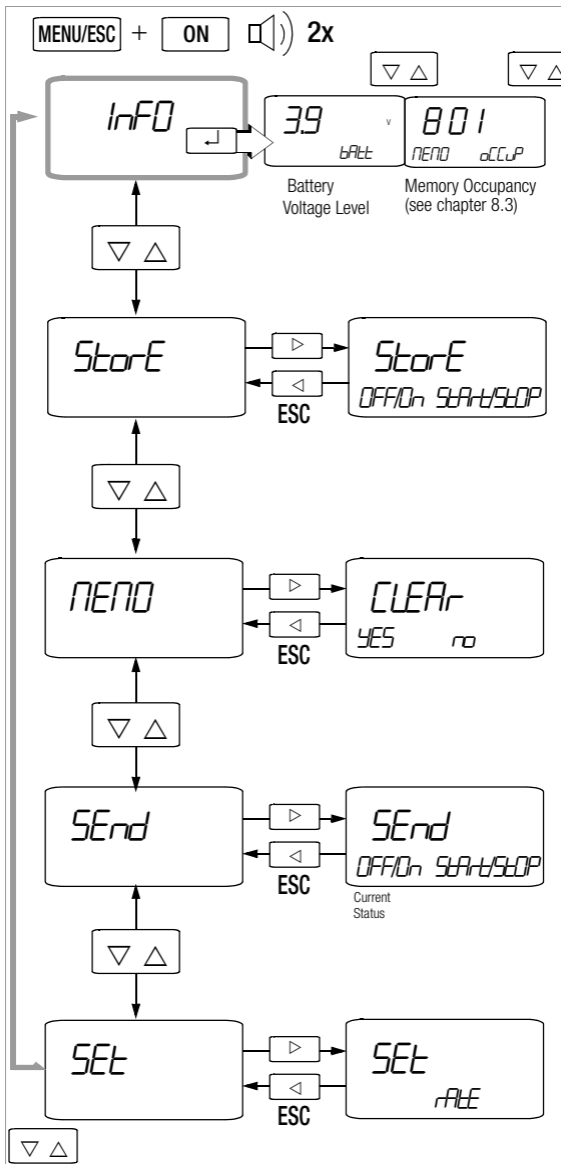 MENU/ESC + ON 2x
InFO
3.9 V
bAtt
801
MEMO oCCuP
Battery
Voltage Level
Memory Occupancy
(see chapter 8.3)
StorE
ESC
StorE
OFF/On StArt/StOP
MEMO
ESC
CLEAr
YES no
SEnd
ESC
SEnd
OFF/On StArt/StOP
Current
Status
SEt
ESC
SEt
rAtE